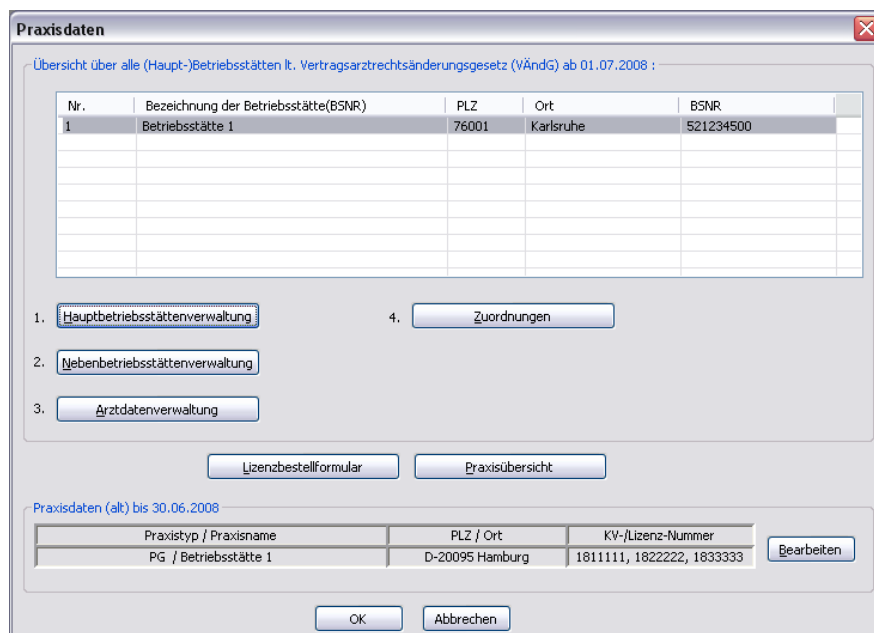 Praxisdaten
Übersicht über alle (Haupt-)Betriebsstätten lt. Vertragsarztrechtsänderungsgesetz (VÄndG) ab 01.07.2008 :
Nr. Bezeichnung der Betriebsstätte(BSNR) PLZ Ort BSNR
1 Betriebsstätte 1 76001 Karlsruhe 521234500
1. Hauptbetriebsstättenverwaltung 4. Zuordnungen
2. Nebenbetriebsstättenverwaltung
3. Arztdatenverwaltung
Lizenzbestellformular Praxisübersicht
Praxisdaten (alt) bis 30.06.2008
Praxistyp / Praxisname PLZ / Ort KV-/Lizenz-Nummer
PG / Betriebsstätte 1 D-20095 Hamburg 1811111, 1822222, 1833333 Bearbeiten
OK Abbrechen